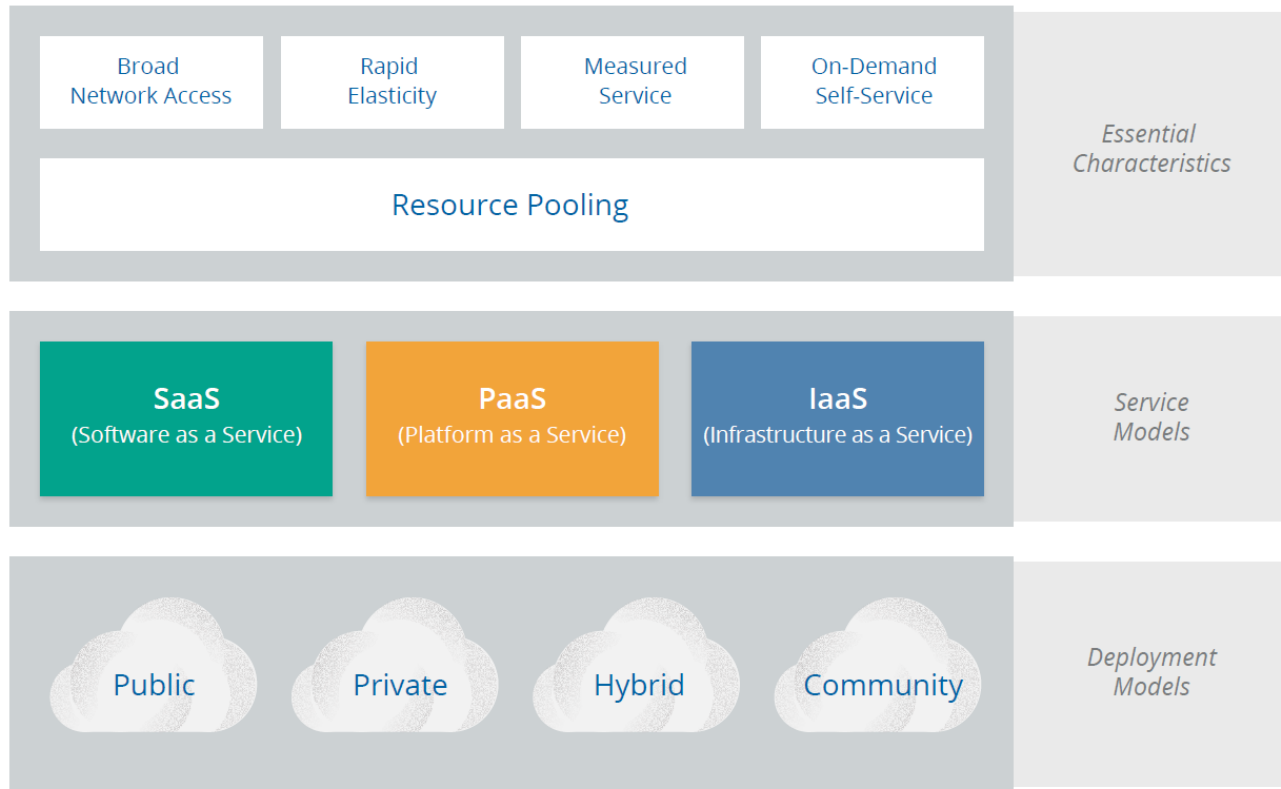 Broad
Network Access
Rapid
Elasticity
Measured
Service
On-Demand
Self-Service
Resource Pooling
Essential
Characteristics
SaaS
(Software as a Service)
PaaS
(Platform as a Service)
IaaS
(Infrastructure as a Service)
Service
Models
Public
Private
Hybrid
Community
Deployment
Models